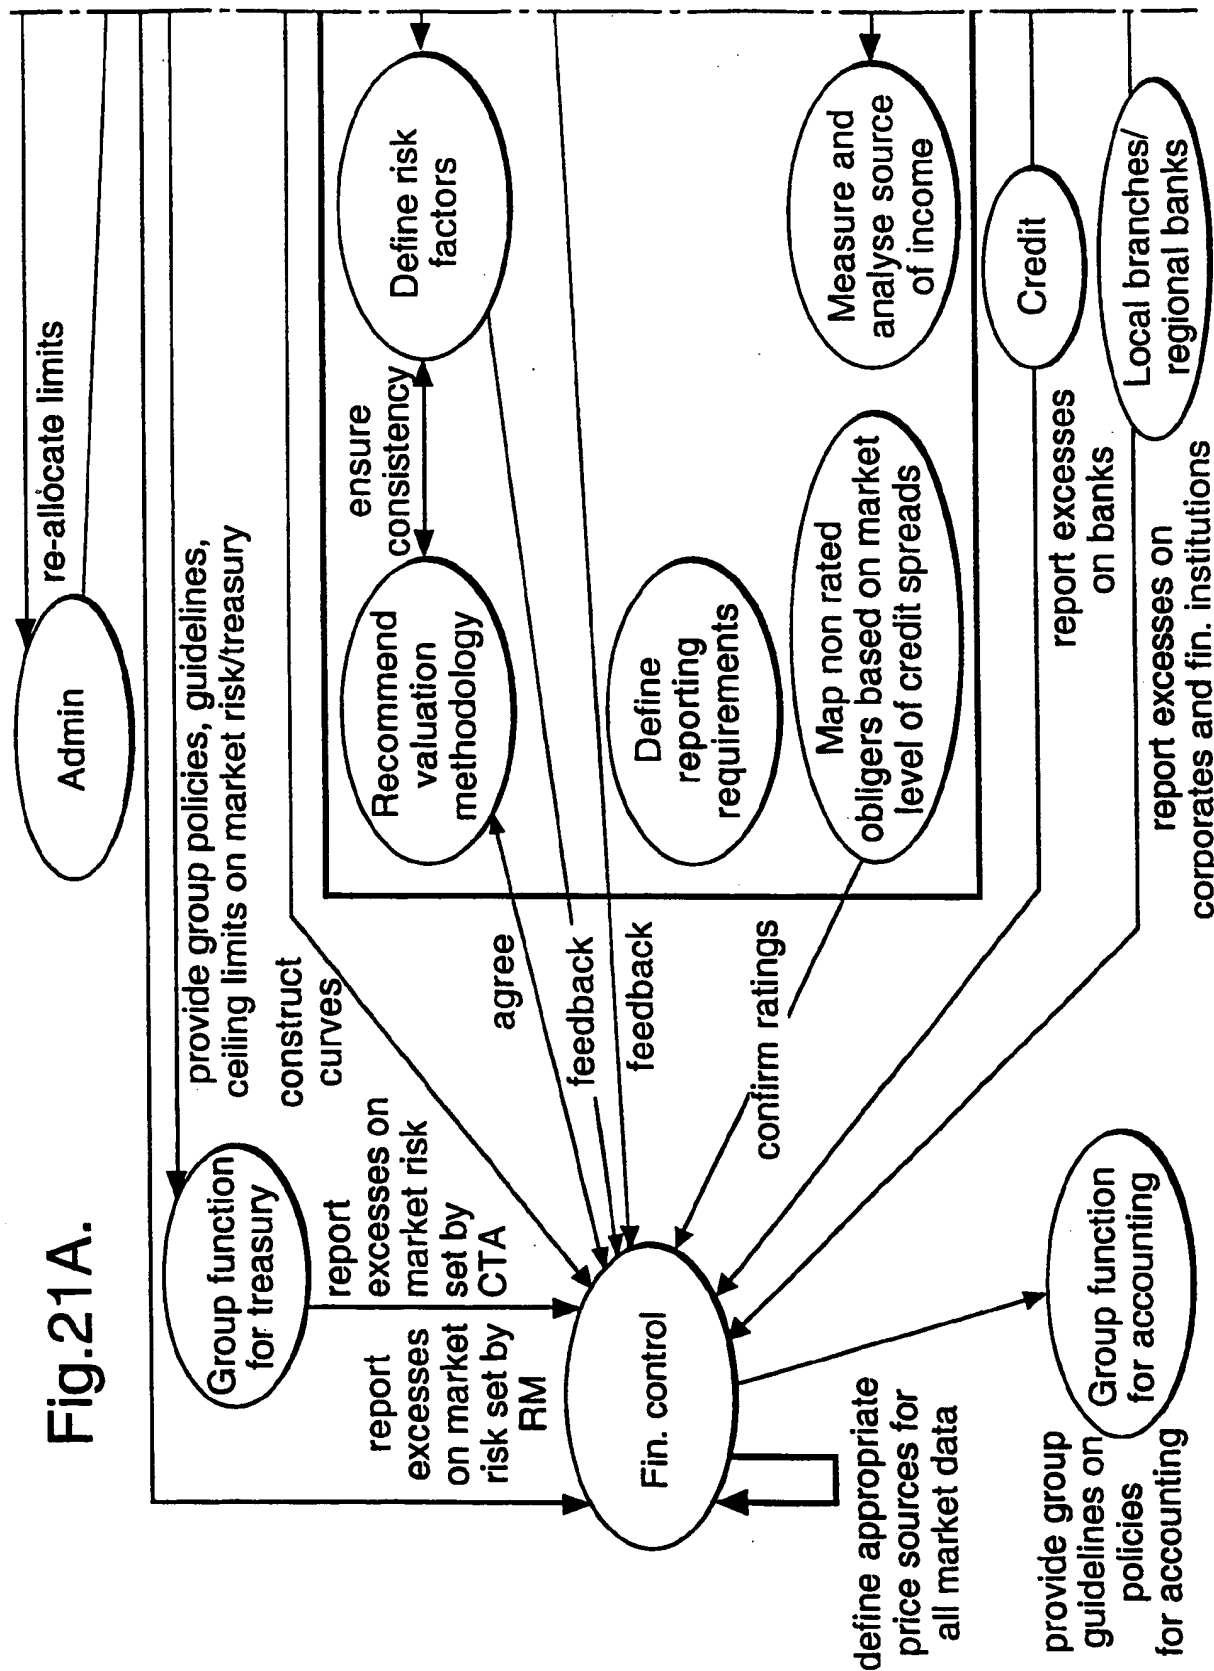 Fig.21A.
Admin
re-allocate limits
provide group policies, guidelines,
ceiling limits on market risk/treasury
Group function
for treasury
construct
curves
report
excesses on
market risk
set by
CTA
report
excesses
on market
risk set by
RM
Recommend
valuation
methodology
ensure
consistency
Define risk
factors
agree
feedback
feedback
Define
reporting
requirements
Fin. control
confirm ratings
Map non rated
obligers based on market
level of credit spreads
Measure and
analyse source
of income
define appropriate
price sources for
all market data
Credit
report excesses
on banks
Group function
for accounting
Local branches/
regional banks
report excesses on
corporates and fin. institutions
provide group
guidelines on
policies
for accounting